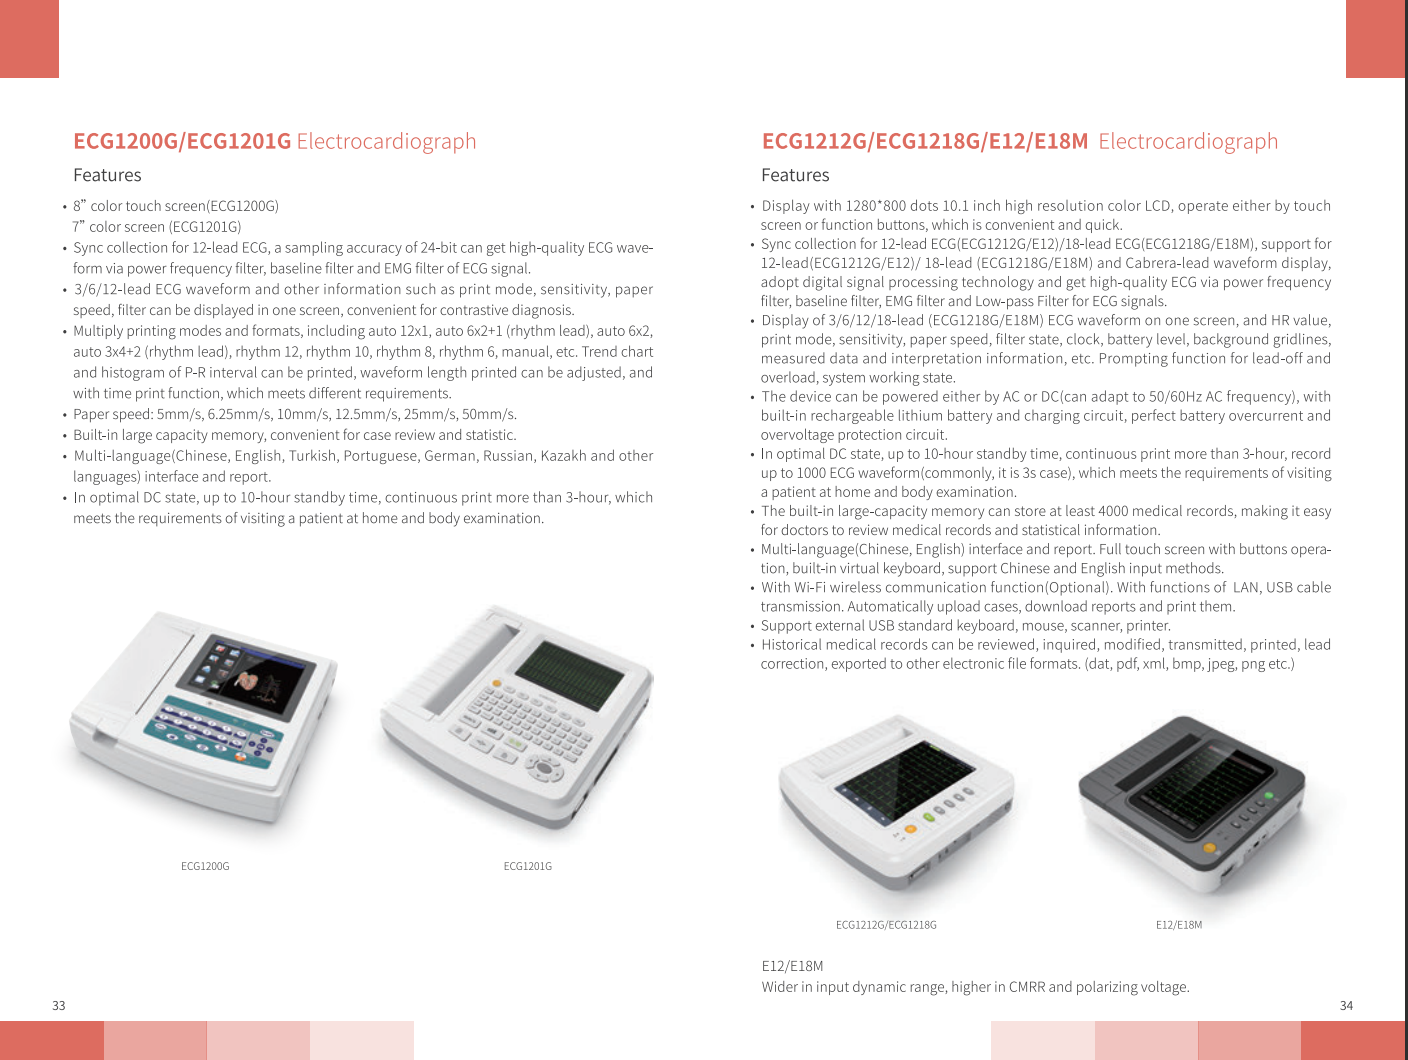 ECG1200G/ECG1201G Electrocardiograph
Features
• 8” color touch screen(ECG1200G)
7” color screen (ECG1201G)
• Sync collection for 12-lead ECG, a sampling accuracy of 24-bit can get high-quality ECG wave-
form via power frequency filter, baseline filter and EMG filter of ECG signal.
• 3/6/12-lead ECG waveform and other information such as print mode, sensitivity, paper
speed, filter can be displayed in one screen, convenient for contrastive diagnosis.
• Multiply printing modes and formats, including auto 12x1, auto 6x2+1 (rhythm lead), auto 6x2,
auto 3x4+2 (rhythm lead), rhythm 12, rhythm 10, rhythm 8, rhythm 6, manual, etc. Trend chart
and histogram of P-R interval can be printed, waveform length printed can be adjusted, and
with time print function, which meets different requirements.
• Paper speed: 5mm/s, 6.25mm/s, 10mm/s, 12.5mm/s, 25mm/s, 50mm/s.
• Built-in large capacity memory, convenient for case review and statistic.
• Multi-language(Chinese, English, Turkish, Portuguese, German, Russian, Kazakh and other
languages) interface and report.
• In optimal DC state, up to 10-hour standby time, continuous print more than 3-hour, which
meets the requirements of visiting a patient at home and body examination.
ECG1200G
ECG1201G
33
ECG1212G/ECG1218G/E12/E18M Electrocardiograph
Features
• Display with 1280*800 dots 10.1 inch high resolution color LCD, operate either by touch
screen or function buttons, which is convenient and quick.
• Sync collection for 12-lead ECG(ECG1212G/E12)/18-lead ECG(ECG1218G/E18M), support for
12-lead(ECG1212G/E12)/ 18-lead (ECG1218G/E18M) and Cabrera-lead waveform display,
adopt digital signal processing technology and get high-quality ECG via power frequency
filter, baseline filter, EMG filter and Low-pass Filter for ECG signals.
• Display of 3/6/12/18-lead (ECG1218G/E18M) ECG waveform on one screen, and HR value,
print mode, sensitivity, paper speed, filter state, clock, battery level, background gridlines,
measured data and interpretation information, etc. Prompting function for lead-off and
overload, system working state.
• The device can be powered either by AC or DC(can adapt to 50/60Hz AC frequency), with
built-in rechargeable lithium battery and charging circuit, perfect battery overcurrent and
overvoltage protection circuit.
• In optimal DC state, up to 10-hour standby time, continuous print more than 3-hour, record
up to 1000 ECG waveform(commonly, it is 3s case), which meets the requirements of visiting
a patient at home and body examination.
• The built-in large-capacity memory can store at least 4000 medical records, making it easy
for doctors to review medical records and statistical information.
• Multi-language(Chinese, English) interface and report. Full touch screen with buttons opera-
tion, built-in virtual keyboard, support Chinese and English input methods.
• With Wi-Fi wireless communication function(Optional). With functions of LAN, USB cable
transmission. Automatically upload cases, download reports and print them.
• Support external USB standard keyboard, mouse, scanner, printer.
• Historical medical records can be reviewed, inquired, modified, transmitted, printed, lead
correction, exported to other electronic file formats. (dat, pdf, xml, bmp, jpeg, png etc.)
ECG1212G/ECG1218G
E12/E18M
E12/E18M
Wider in input dynamic range, higher in CMRR and polarizing voltage.
34